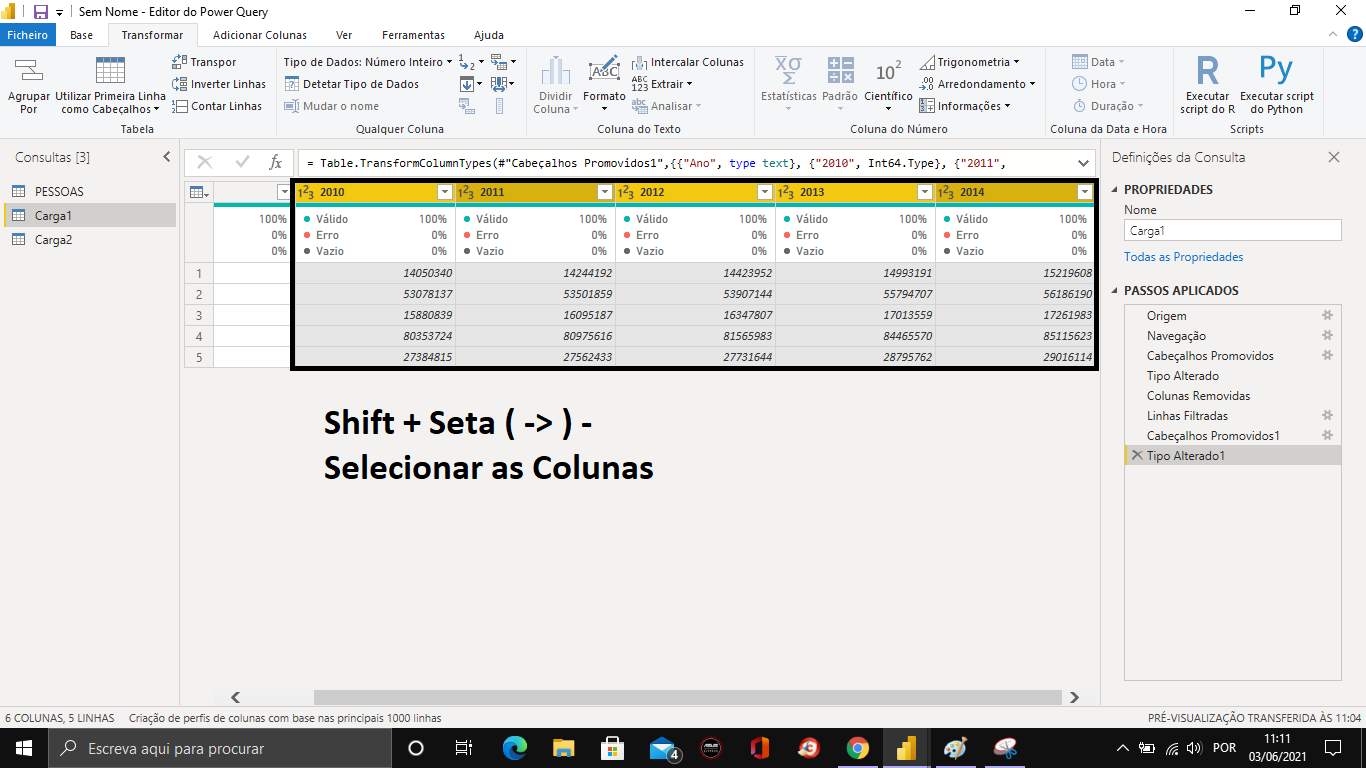 Sem Nome - Editor do Power Query
Ficheiro Base Transformar Adicionar Colunas Ver Ferramentas Ajuda
Agrupar Por
Utilizar Primeira Linha como Cabeçalhos
Transpor
Inverter Linhas
Contar Linhas
Tabela
Tipo de Dados: Número Inteiro
Detetar Tipo de Dados
Mudar o nome
Qualquer Coluna
Dividir Coluna
Formato
Intercalar Colunas
Extrair
Analisar
Coluna do Texto
Estatísticas
Padrão
Científico
Trigonometria
Arredondamento
Informações
Coluna do Número
Data
Hora
Duração
Coluna da Data e Hora
Executar script do R
Executar script do Python
Scripts
Consultas [3]
PESSOAS
Carga1
Carga2
= Table.TransformColumnTypes(#"Cabeçalhos Promovidos1",{{"Ano", type text}, {"2010", Int64.Type}, {"2011",
2010 2011 2012 2013 2014
100% Válido 100% Válido 100% Válido 100% Válido 100% Válido 100%
0% Erro 0% Erro 0% Erro 0% Erro 0% Erro 0%
0% Vazio 0% Vazio 0% Vazio 0% Vazio 0% Vazio 0%
1 14050340 14244192 14423952 14993191 15219608
2 53078137 53501859 53907144 55794707 56186190
3 15880839 16095187 16347807 17013559 17261983
4 80353724 80975616 81565983 84465570 85115623
5 27384815 27562433 27731644 28795762 29016114
Shift + Seta ( -> ) -
Selecionar as Colunas
Definições da Consulta
PROPRIEDADES
Nome
Carga1
Todas as Propriedades
PASSOS APLICADOS
Origem
Navegação
Cabeçalhos Promovidos
Tipo Alterado
Colunas Removidas
Linhas Filtradas
Cabeçalhos Promovidos1
Tipo Alterado1
6 COLUNAS, 5 LINHAS Criação de perfis de colunas com base nas principais 1000 linhas
PRÉ-VISUALIZAÇÃO TRANSFERIDA ÀS 11:04
Escreva aqui para procurar
4
POR
11:11
03/06/2021